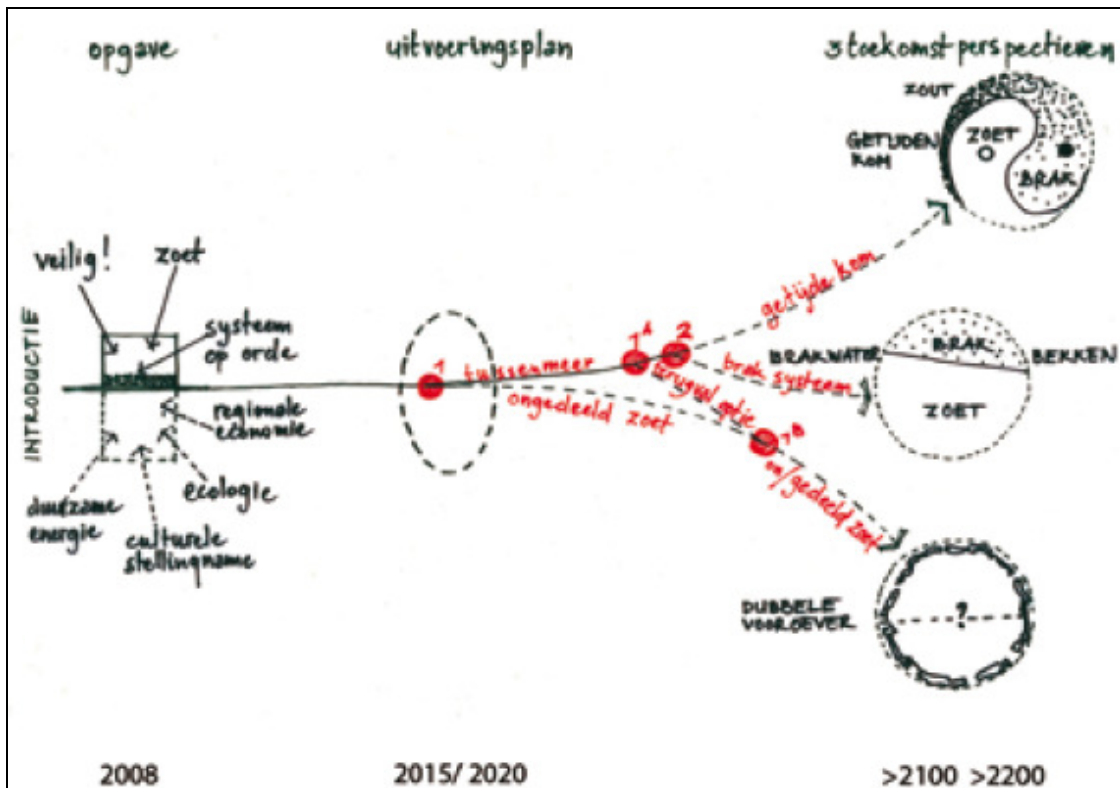 opgave
uitvoeringsplan
3 toekomstperspectieven
INTRODUCTIE
veilig!
zoet
systeem
op orde
regionale
economie
ecologie
culturele
stellingname
duurzame
energie
1
tussenmeer
ongedeeld zoet
1A
2
terugvaloptie
1B
getijde kom
brak systeem
on/gedeeld zoet
ZOUT
GETIJDEN
KOM
ZOET
BRAK
BRAKWATER
BRAK
BEKKEN
ZOET
DUBBELE
VOOROEVER
?
2008
2015/2020
>2100 >2200